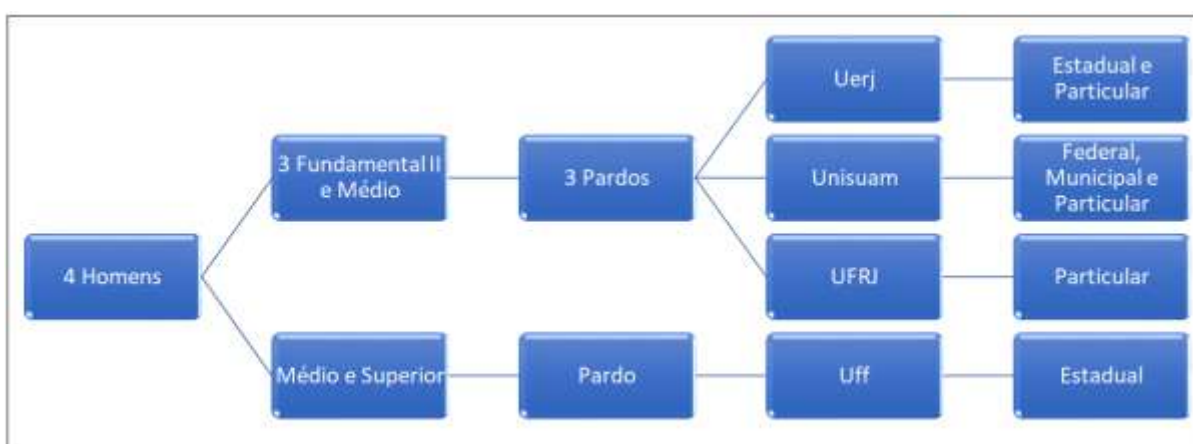 4 Homens
3 Fundamental II
e Médio
3 Pardos
Uerj
Estadual e
Particular
Unisuam
Federal,
Municipal e
Particular
UFRJ
Particular
Médio e Superior
Pardo
Uff
Estadual